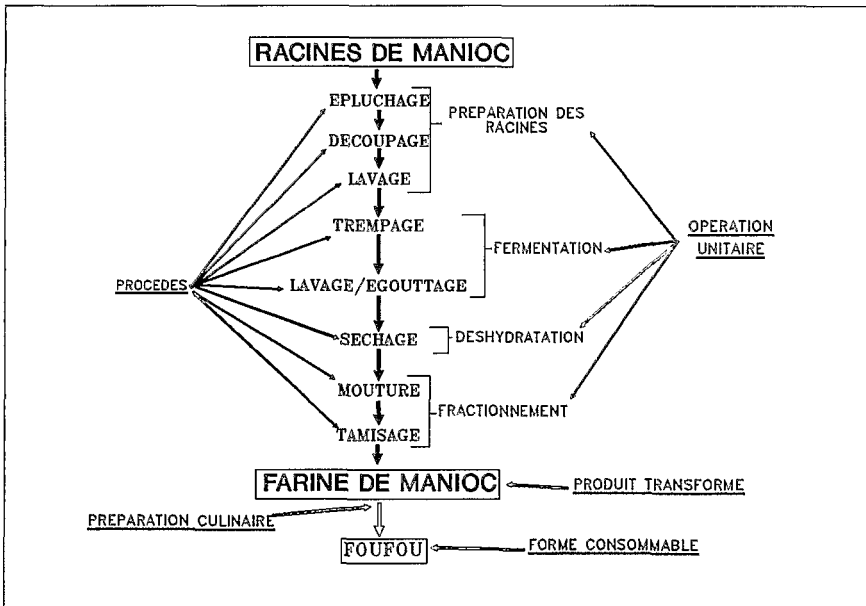 RACINES DE MANIOC
EPLUCHAGE
PREPARATION DES
RACINES
DECOUPAGE
LAVAGE
TREMPAGE
OPERATION
UNITAIRE
FERMENTATION
PROCEDES
LAVAGE/EGOUTTAGE
SECHAGE
DESHYDRATATION
MOUTURE
FRACTIONNEMENT
TAMISAGE
FARINE DE MANIOC
PRODUIT TRANSFORME
PREPARATION CULINAIRE
FOUFOU
FORME CONSOMMABLE